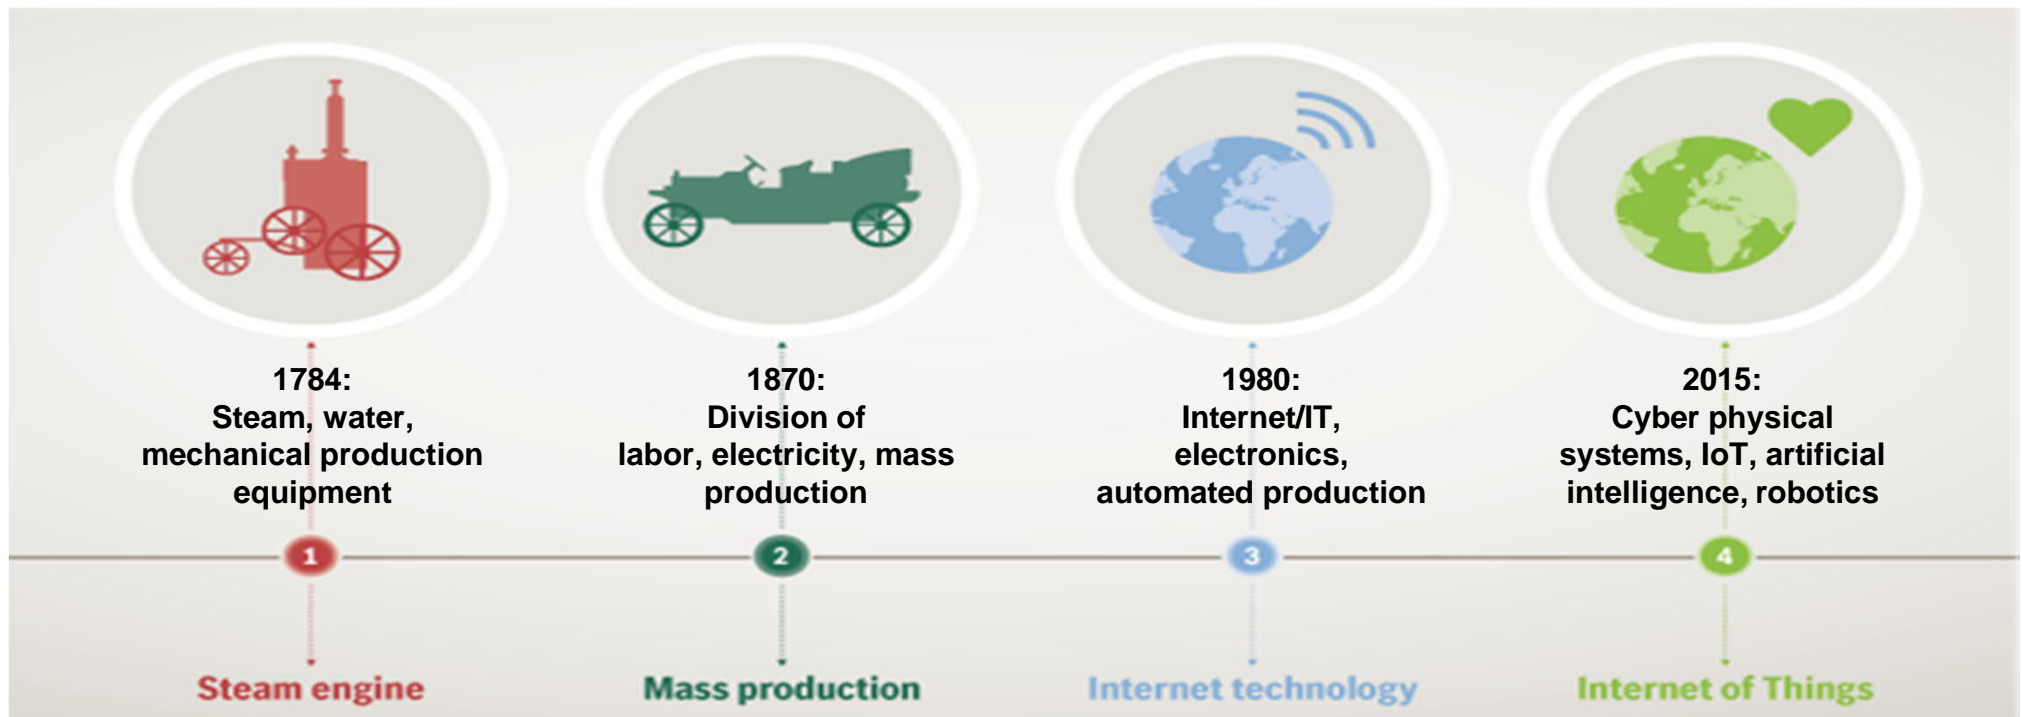 1784:
Steam, water,
mechanical production
equipment
1
Steam engine
1870:
Division of
labor, electricity, mass
production
2
Mass production
1980:
Internet/IT,
electronics,
automated production
3
Internet technology
2015:
Cyber physical
systems, IoT, artificial
intelligence, robotics
4
Internet of Things